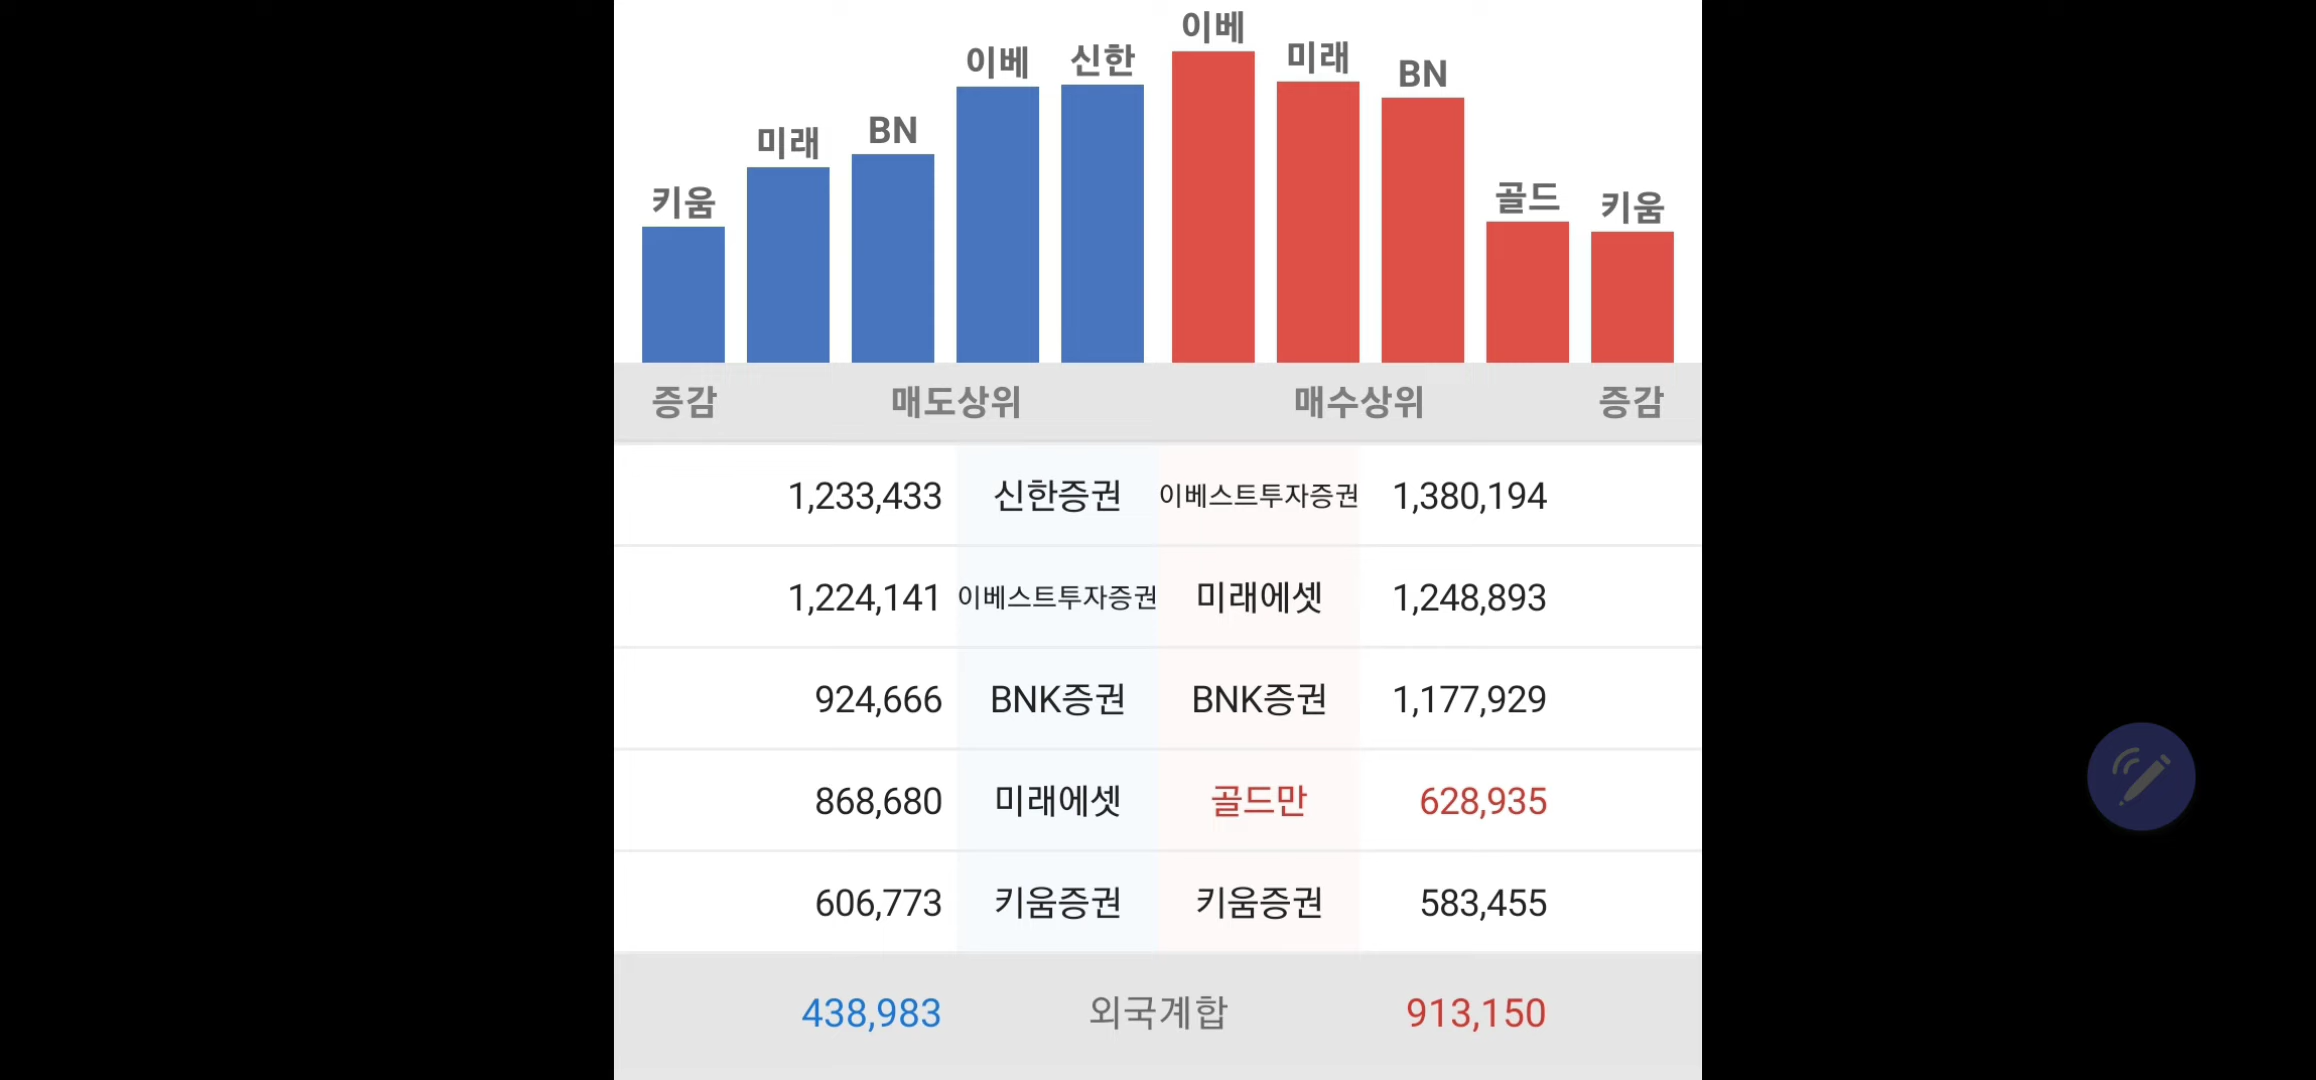 이베
신한
이베
미래
BN
BN
미래
키움
골드
키움
증감 매도상위 매수상위 증감
1,233,433 신한증권 이베스트투자증권 1,380,194
1,224,141 이베스트투자증권 미래에셋 1,248,893
924,666 BNK증권 BNK증권 1,177,929
868,680 미래에셋 골드만 628,935
606,773 키움증권 키움증권 583,455
438,983 외국계합 913,150